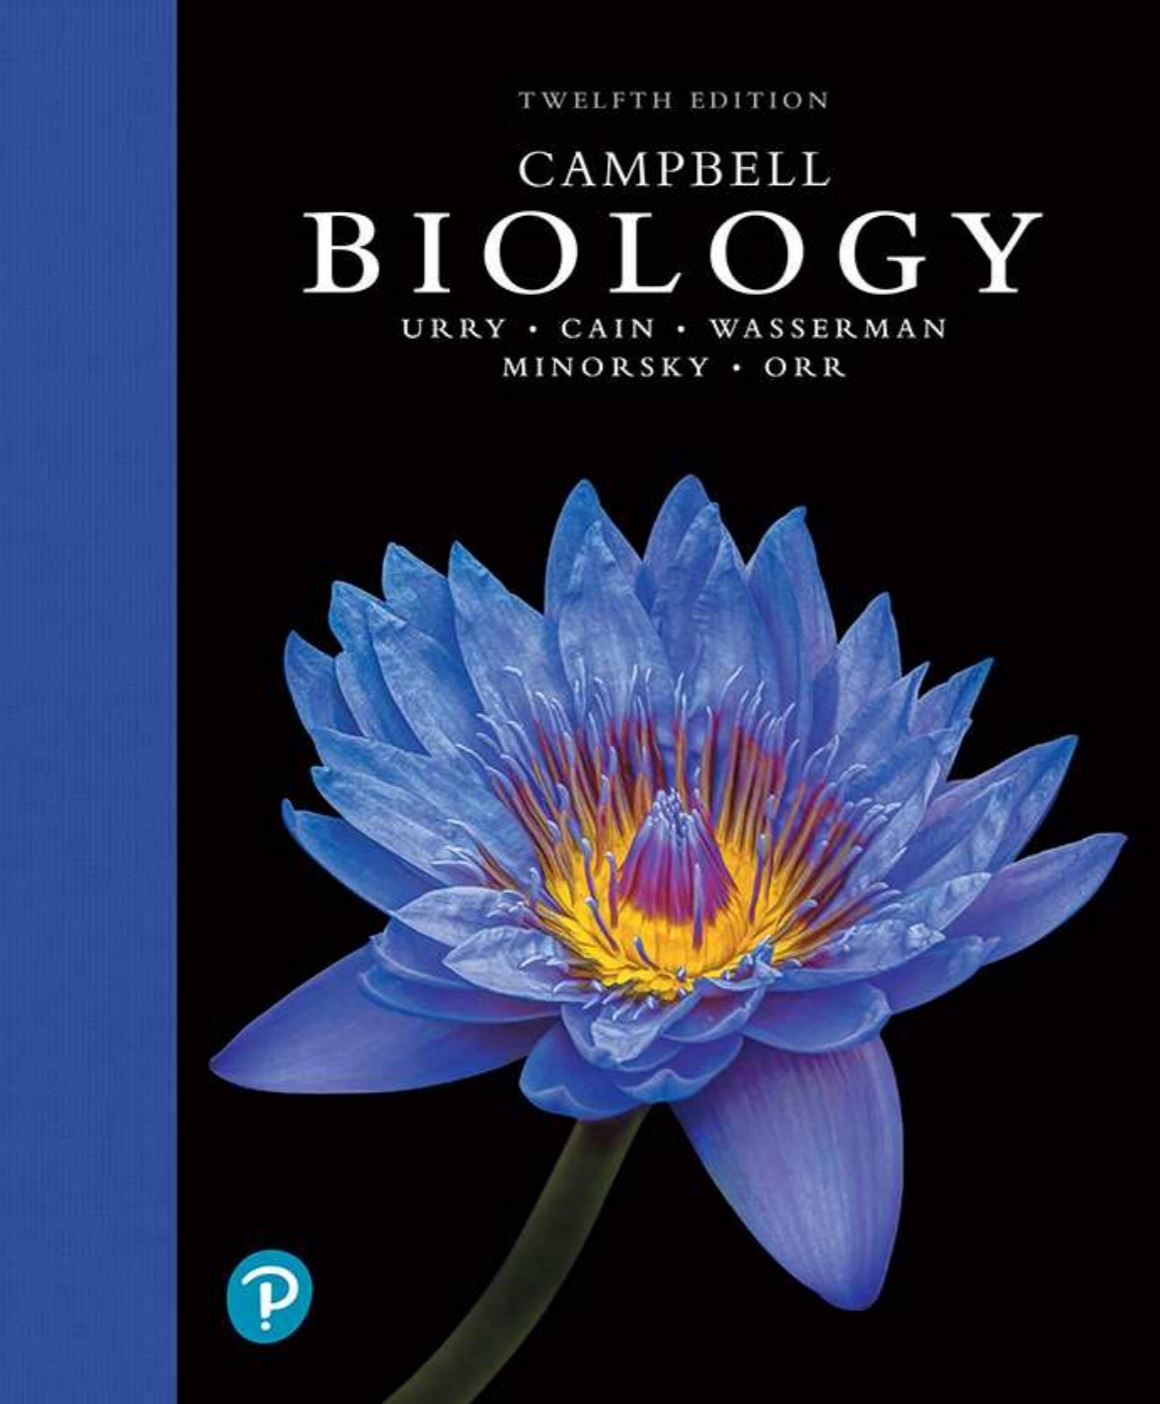 TWELFTH EDITION
CAMPBELL
BIOLOGY
URRY • CAIN • WASSERMAN
MINORSKY • ORR